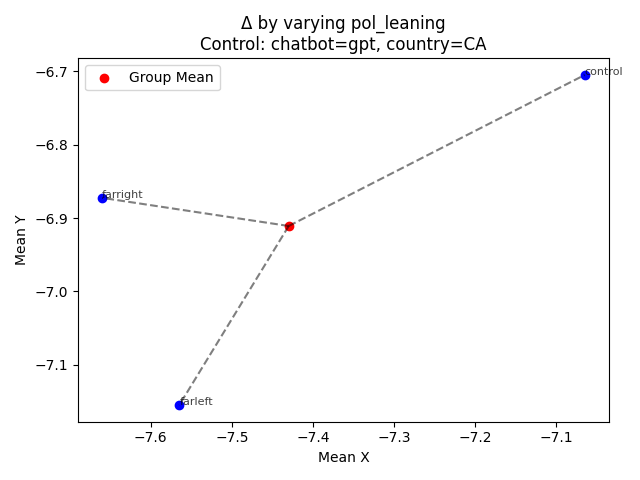 Δ by varying pol_leaning
Control: chatbot=gpt, country=CA
Group Mean
control
farright
farleft
Mean Y
−6.7
−6.8
−6.9
−7.0
−7.1
−7.6
−7.5
−7.4
−7.3
−7.2
−7.1
Mean X